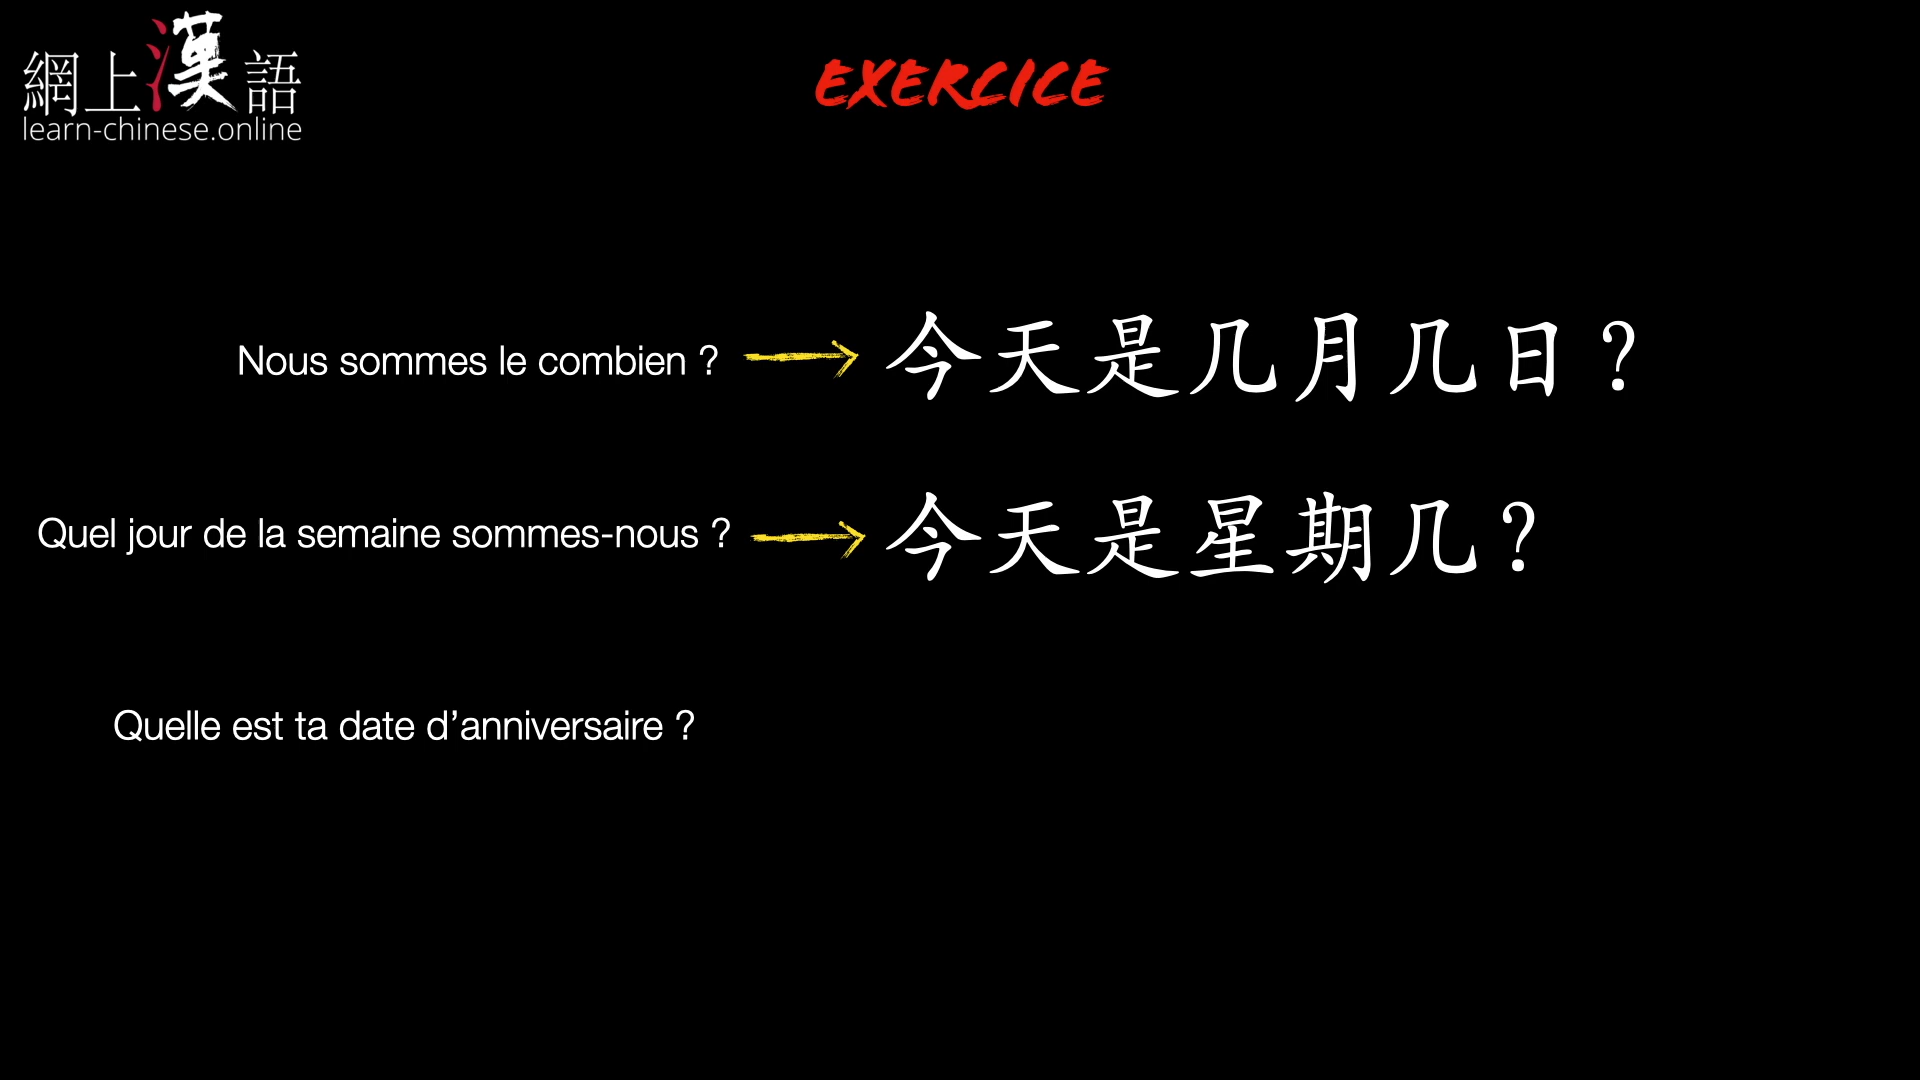 網上漢語
learn-chinese.online
EXERCICE
Nous sommes le combien ? 今天是几月几日？
Quel jour de la semaine sommes-nous ? 今天是星期几？
Quelle est ta date d’anniversaire ?